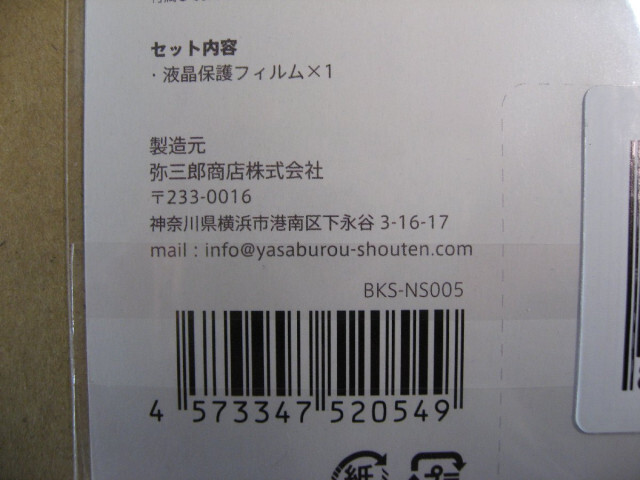 セット内容
・液晶保護フィルム×1
製造元
弥三郎商店株式会社
〒233-0016
神奈川県横浜市港南区下永谷 3-16-17
mail : info@yasaburou-shouten.com
BKS-NS005
4 573347 520549
紙
プ